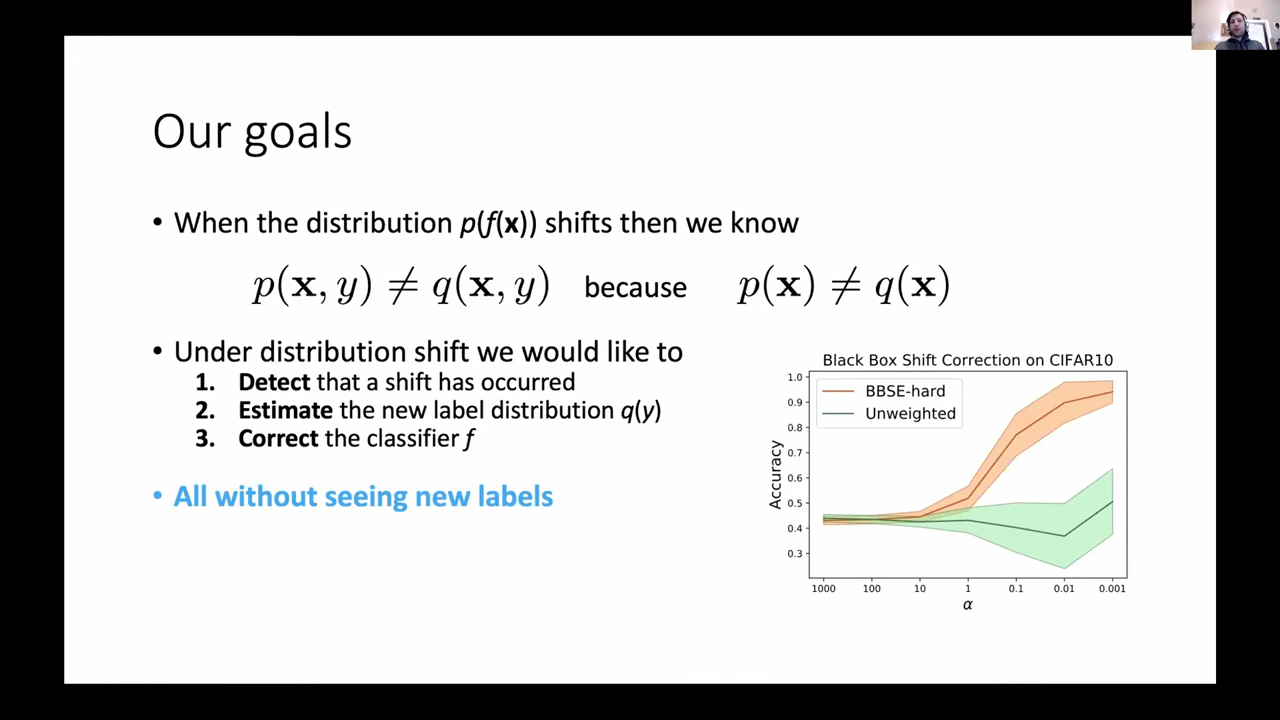 Our goals
• When the distribution p(f(x)) shifts then we know
p(x, y) ≠ q(x, y) because p(x) ≠ q(x)
• Under distribution shift we would like to
1. Detect that a shift has occurred
2. Estimate the new label distribution q(y)
3. Correct the classifier f
• All without seeing new labels
Black Box Shift Correction on CIFAR10
BBSE-hard
Unweighted
Accuracy
1.0
0.9
0.8
0.7
0.6
0.5
0.4
0.3
1000 100 10 1 0.1 0.01 0.001
α